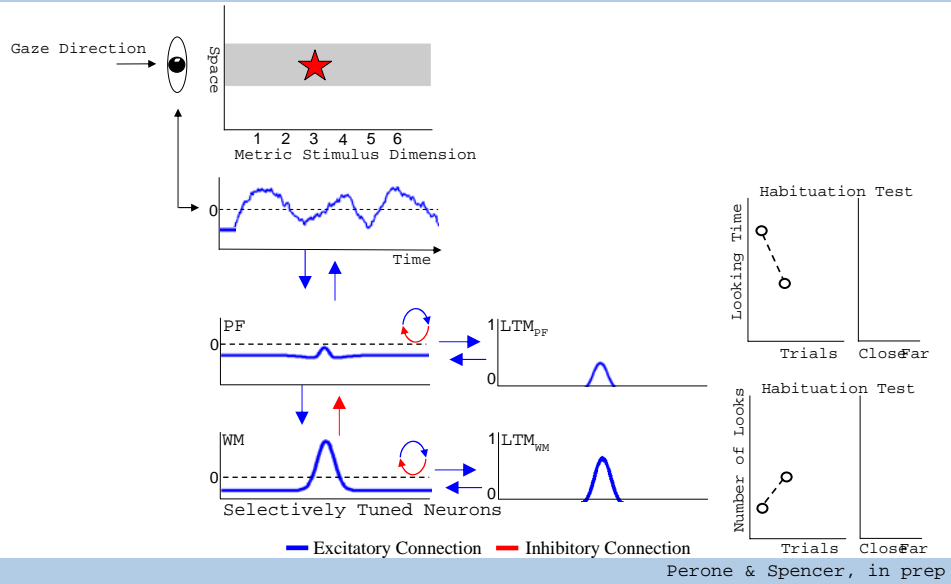 Gaze Direction
Space
1 2 3 4 5 6
Metric Stimulus Dimension
0
Time
PF
0
1
LTM_PF
0
WM
0
1
LTM_WM
0
Selectively Tuned Neurons
Excitatory Connection
Inhibitory Connection
Habituation Test
Looking Time
Trials
Close Far
Habituation Test
Number of Looks
Trials
Close Far
Perone & Spencer, in prep